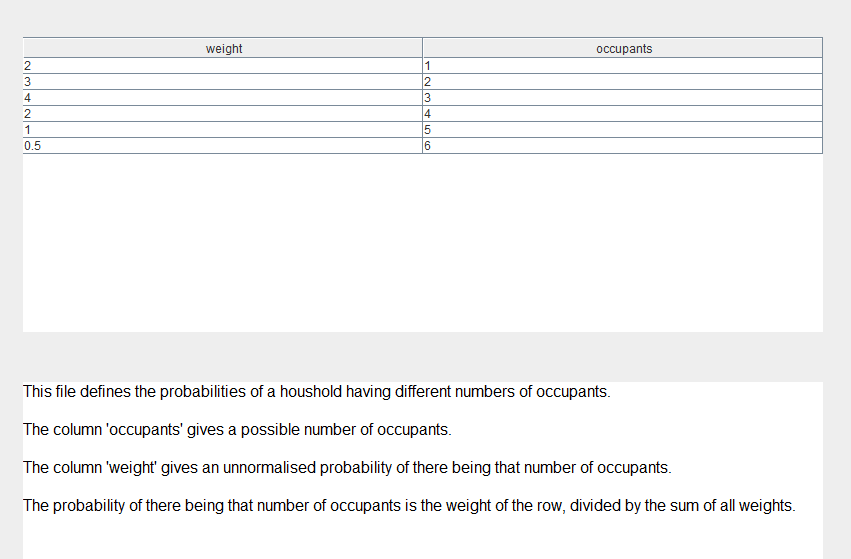 weight occupants
2 1
3 2
4 3
2 4
1 5
0.5 6
This file defines the probabilities of a houshold having different numbers of occupants.
The column 'occupants' gives a possible number of occupants.
The column 'weight' gives an unnormalised probability of there being that number of occupants.
The probability of there being that number of occupants is the weight of the row, divided by the sum of all weights.